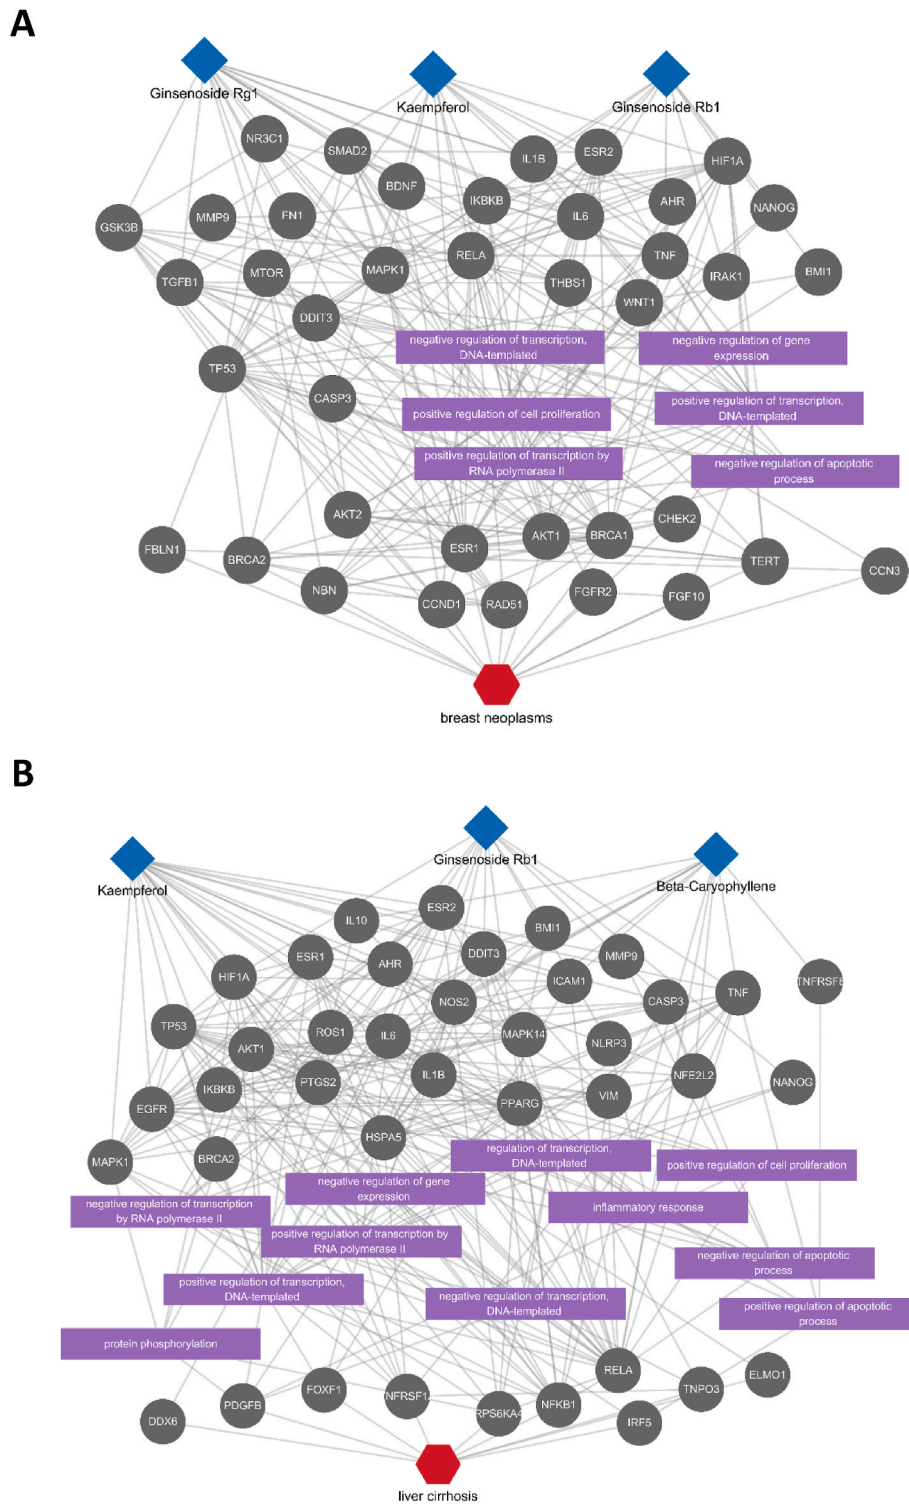 A
Ginsenoside Rg1
Kaempferol
Ginsenoside Rb1
NR3C1
SMAD2
IL1B
ESR2
HIF1A
BDNF
IKBKB
AHR
NANOG
GSK3B
MMP9
FN1
IL6
RELA
TNF
TGFB1
MTOR
MAPK1
THBS1
IRAK1
BMI1
WNT1
DDIT3
negative regulation of transcription,
DNA-templated
negative regulation of gene
expression
TP53
CASP3
positive regulation of cell proliferation
positive regulation of transcription,
DNA-templated
positive regulation of transcription by
RNA polymerase II
negative regulation of apoptotic
process
AKT2
CHEK2
FBLN1
BRCA2
ESR1
AKT1
BRCA1
TERT
CCN3
NBN
CCND1
RAD51
FGFR2
FGF10
breast neoplasms
B
Kaempferol
Ginsenoside Rb1
Beta-Caryophyllene
IL10
ESR2
BMI1
ESR1
AHR
DDIT3
MMP9
HIF1A
NOS2
ICAM1
CASP3
TNF
TNFRSF8
TP53
AKT1
ROS1
IL6
MAPK14
NLRP3
IKBKB
PTGS2
IL1B
NFE2L2
NANOG
EGFR
PPARG
VIM
HSPA5
MAPK1
BRCA2
regulation of transcription,
DNA-templated
positive regulation of cell proliferation
negative regulation of gene
expression
negative regulation of transcription
by RNA polymerase II
inflammatory response
positive regulation of transcription by
RNA polymerase II
negative regulation of apoptotic
process
positive regulation of transcription,
DNA-templated
negative regulation of transcription,
DNA-templated
positive regulation of apoptotic
process
protein phosphorylation
RELA
ELMO1
FOXF1
TNPO3
PDGFB
NFKB1
RPS6KA4
DDX6
IRF5
liver cirrhosis